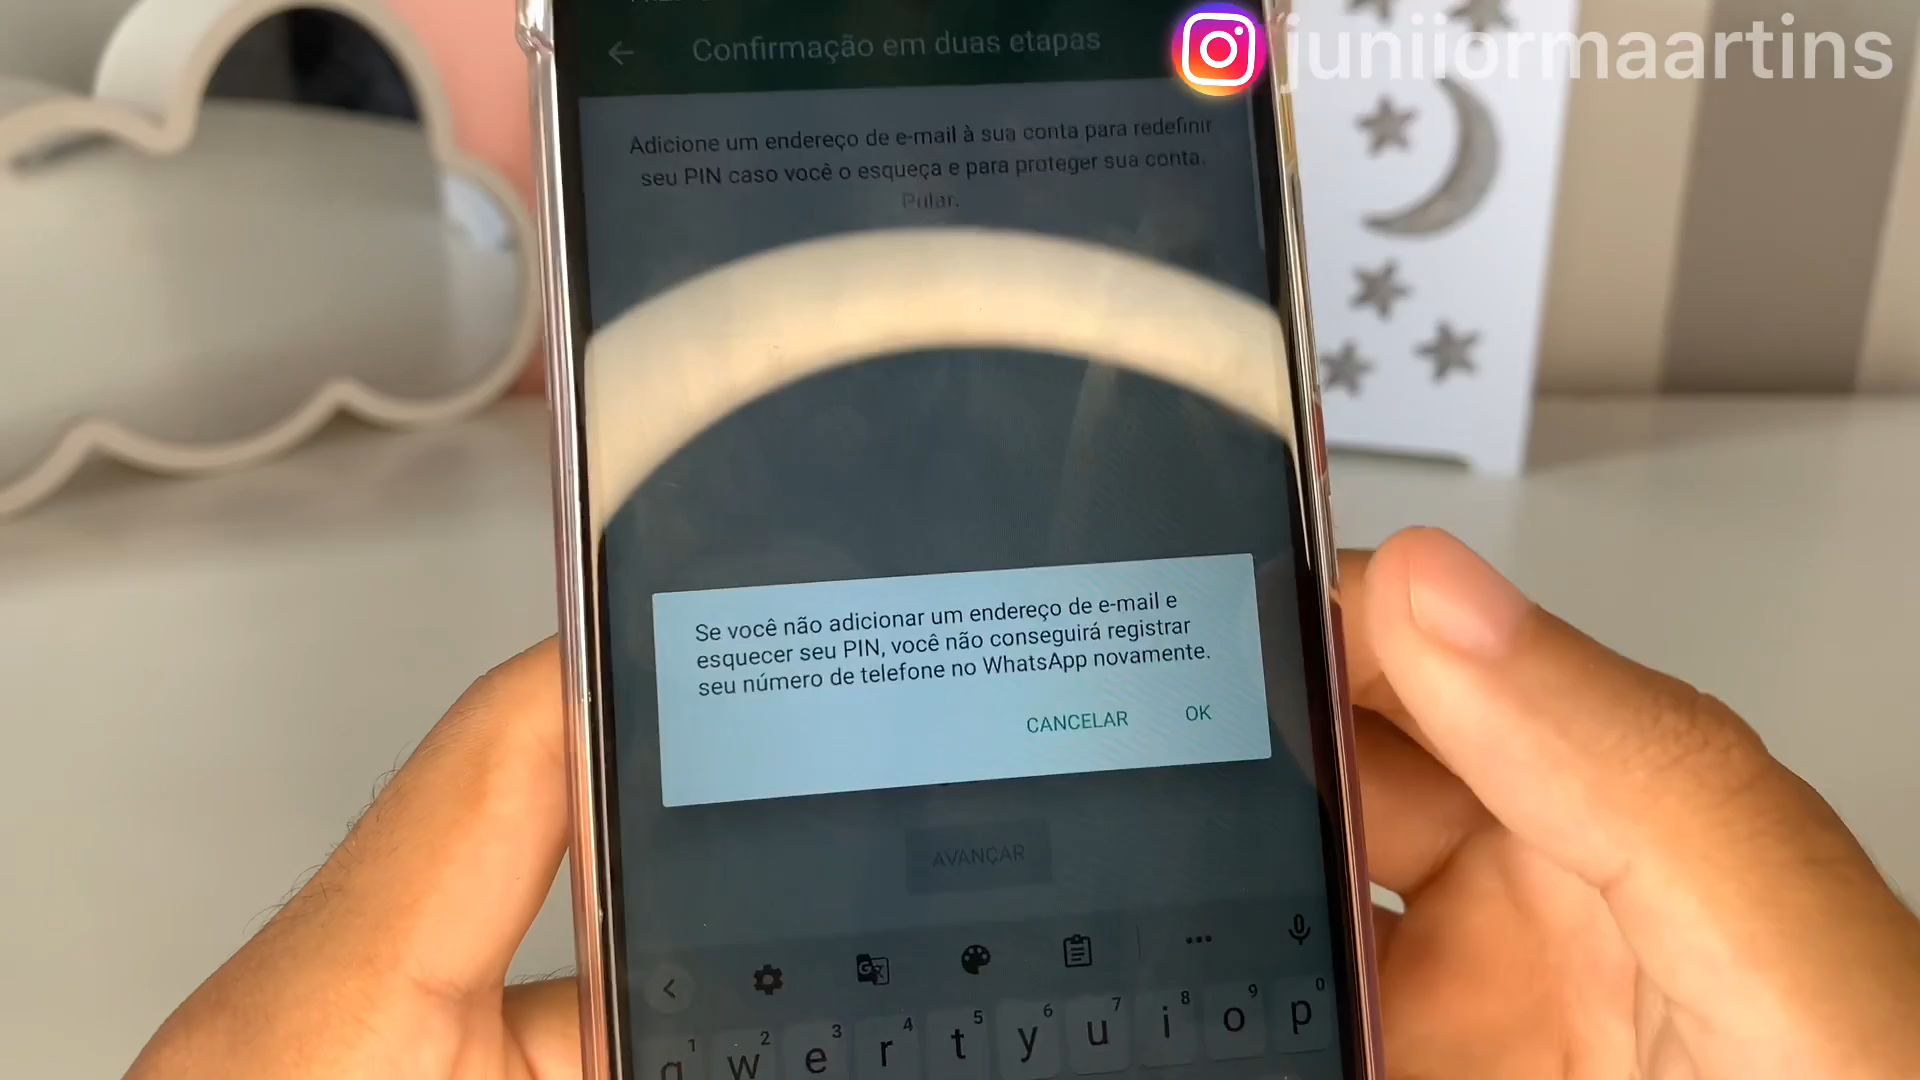 juniiormaartins
Confirmação em duas etapas
Adicione um endereço de e-mail à sua conta para redefinir
seu PIN caso você o esqueça e para proteger sua conta.
Pular.
Se você não adicionar um endereço de e-mail e
esquecer seu PIN, você não conseguirá registrar
seu número de telefone no WhatsApp novamente.
CANCELAR OK
AVANÇAR
1 2 3 4 5 6 7 8 9 0
q w e r t y u i o p